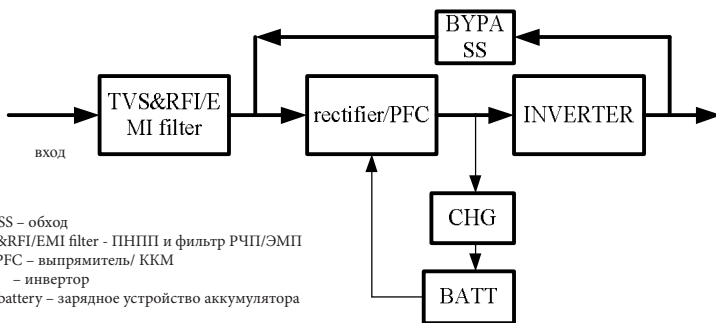 BYPA
SS
TVS&RFI/E
MI filter
rectifier/PFC
INVERTER
вход
CHG
BATT
SS – обход
&RFI/EMI filter - ПНПП и фильтр РЧП/ЭМП
PFC – выпрямитель/ ККМ
– инвертор
battery – зарядное устройство аккумулятора